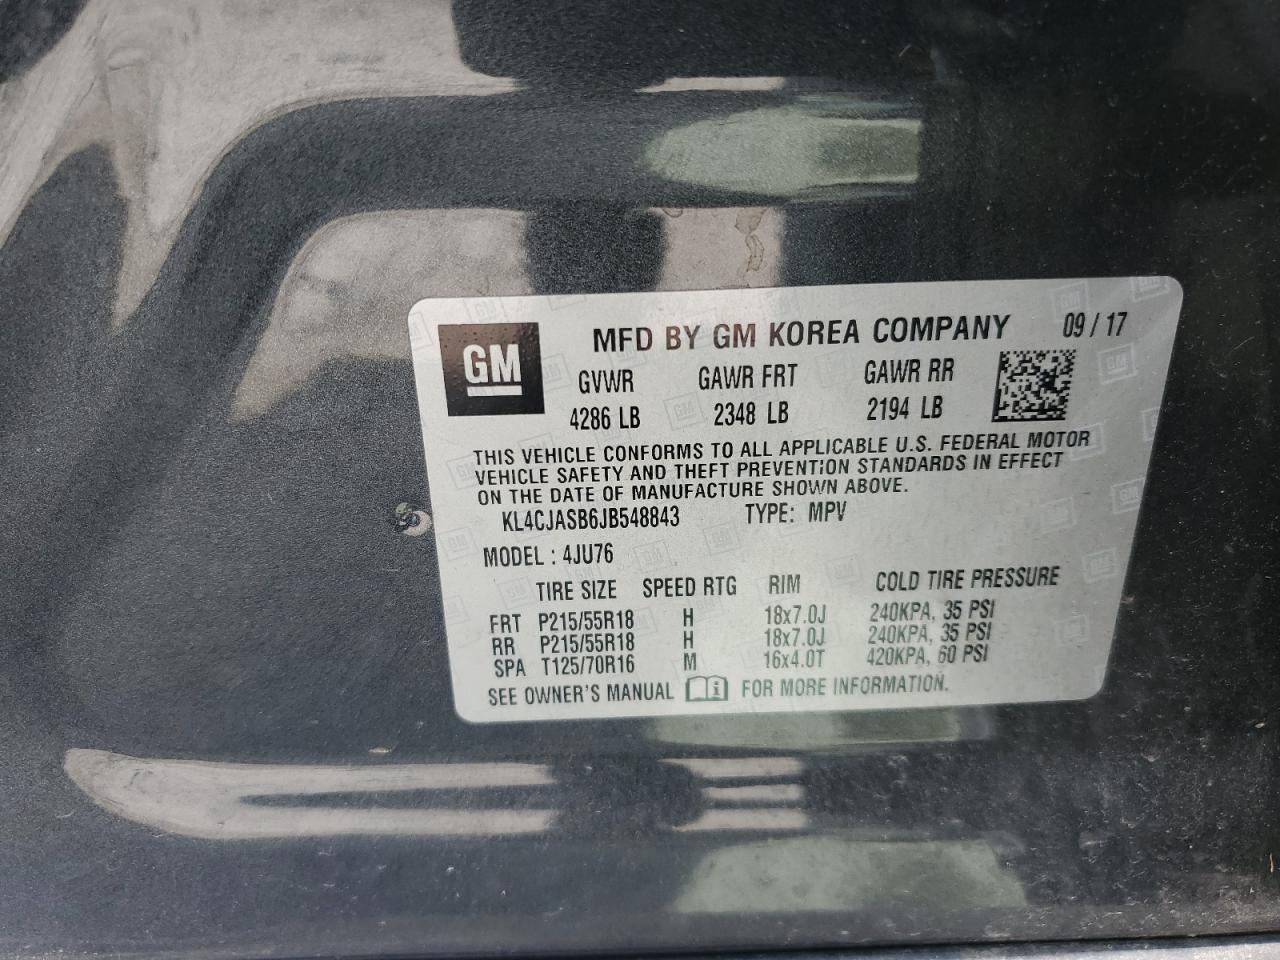 GM
MFD BY GM KOREA COMPANY 09 / 17
GVWR GAWR FRT GAWR RR
4286 LB 2348 LB 2194 LB
THIS VEHICLE CONFORMS TO ALL APPLICABLE U.S. FEDERAL MOTOR
VEHICLE SAFETY AND THEFT PREVENTION STANDARDS IN EFFECT
ON THE DATE OF MANUFACTURE SHOWN ABOVE.
KL4CJASB6JB548843 TYPE: MPV
MODEL : 4JU76
TIRE SIZE SPEED RTG RIM COLD TIRE PRESSURE
FRT P215/55R18 H 18x7.0J 240KPA, 35 PSI
RR P215/55R18 H 18x7.0J 240KPA, 35 PSI
SPA T125/70R16 M 16x4.0T 420KPA, 60 PSI
SEE OWNER'S MANUAL i FOR MORE INFORMATION.